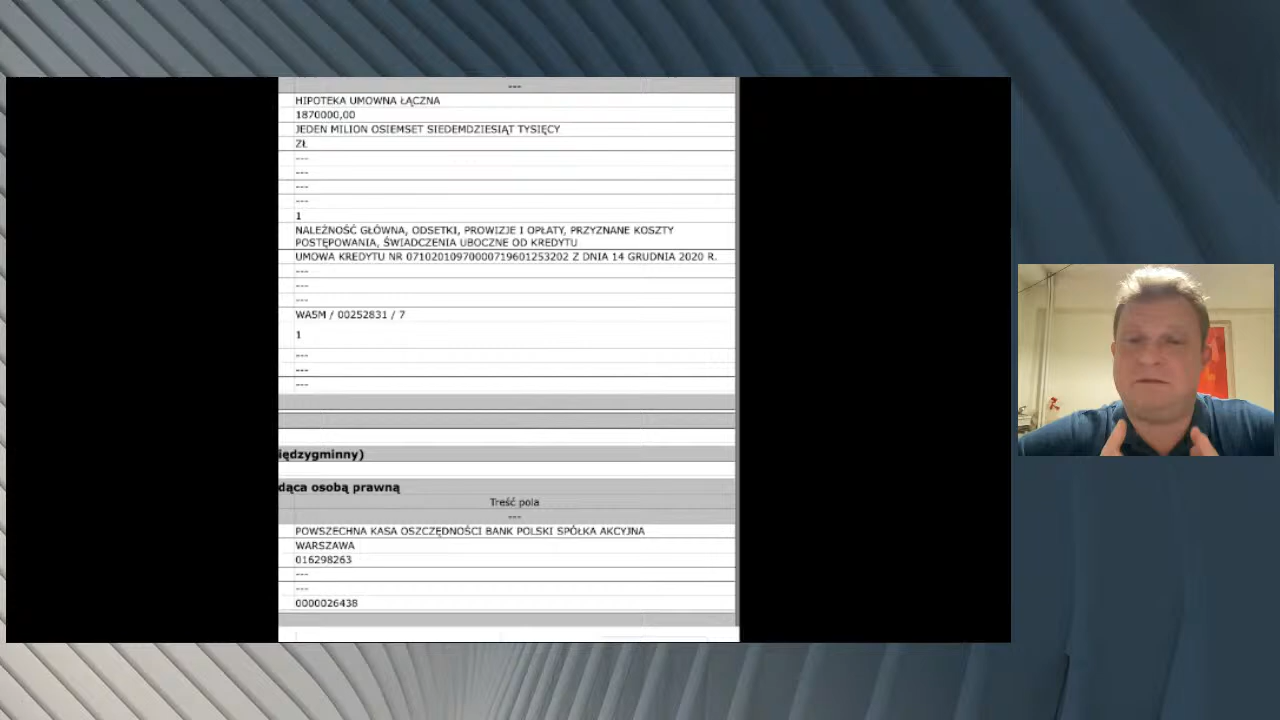 ---
HIPOTEKA UMOWNA ŁĄCZNA
1870000,00
JEDEN MILION OSIEMSET SIEDEMDZIESIĄT TYSIĘCY
ZŁ
---
---
---
---
1
NALEŻNOŚĆ GŁÓWNA, ODSETKI, PROWIZJE I OPŁATY, PRZYZNANE KOSZTY
POSTĘPOWANIA, ŚWIADCZENIA UBOCZNE OD KREDYTU
UMOWA KREDYTU NR 07102010970000719601253202 Z DNIA 14 GRUDNIA 2020 R.
---
---
---
WA5M / 00252831 / 7
1
---
---
---
iędzygminny)
dąca osobą prawną
Treść pola
---
POWSZECHNA KASA OSZCZĘDNOŚCI BANK POLSKI SPÓŁKA AKCYJNA
WARSZAWA
016298263
---
---
0000026438